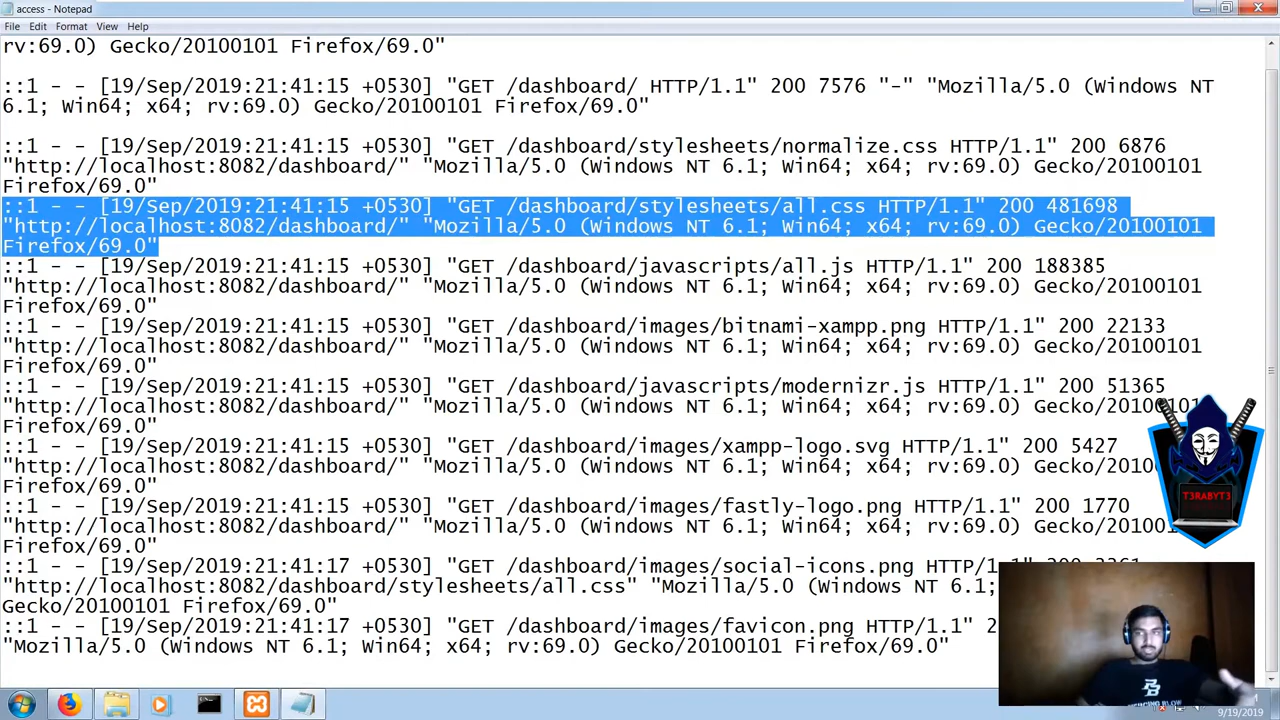 access - Notepad
File Edit Format View Help
rv:69.0) Gecko/20100101 Firefox/69.0"
::1 - - [19/Sep/2019:21:41:15 +0530] "GET /dashboard/ HTTP/1.1" 200 7576 "-" "Mozilla/5.0 (Windows NT
6.1; Win64; x64; rv:69.0) Gecko/20100101 Firefox/69.0"
::1 - - [19/Sep/2019:21:41:15 +0530] "GET /dashboard/stylesheets/normalize.css HTTP/1.1" 200 6876
"http://localhost:8082/dashboard/" "Mozilla/5.0 (Windows NT 6.1; Win64; x64; rv:69.0) Gecko/20100101
Firefox/69.0"
::1 - - [19/Sep/2019:21:41:15 +0530] "GET /dashboard/stylesheets/all.css HTTP/1.1" 200 481698
"http://localhost:8082/dashboard/" "Mozilla/5.0 (Windows NT 6.1; Win64; x64; rv:69.0) Gecko/20100101
Firefox/69.0"
::1 - - [19/Sep/2019:21:41:15 +0530] "GET /dashboard/javascripts/all.js HTTP/1.1" 200 188385
"http://localhost:8082/dashboard/" "Mozilla/5.0 (Windows NT 6.1; Win64; x64; rv:69.0) Gecko/20100101
Firefox/69.0"
::1 - - [19/Sep/2019:21:41:15 +0530] "GET /dashboard/images/bitnami-xampp.png HTTP/1.1" 200 22133
"http://localhost:8082/dashboard/" "Mozilla/5.0 (Windows NT 6.1; Win64; x64; rv:69.0) Gecko/20100101
Firefox/69.0"
::1 - - [19/Sep/2019:21:41:15 +0530] "GET /dashboard/javascripts/modernizr.js HTTP/1.1" 200 51365
"http://localhost:8082/dashboard/" "Mozilla/5.0 (Windows NT 6.1; Win64; x64; rv:69.0) Gecko/20100101
Firefox/69.0"
::1 - - [19/Sep/2019:21:41:15 +0530] "GET /dashboard/images/xampp-logo.svg HTTP/1.1" 200 5427
"http://localhost:8082/dashboard/" "Mozilla/5.0 (Windows NT 6.1; Win64; x64; rv:69.0) Gecko/2010
Firefox/69.0"
T3RABYT3
::1 - - [19/Sep/2019:21:41:15 +0530] "GET /dashboard/images/fastly-logo.png HTTP/1.1" 200 1770
"http://localhost:8082/dashboard/" "Mozilla/5.0 (Windows NT 6.1; Win64; x64; rv:69.0) Gecko/20100
Firefox/69.0"
::1 - - [19/Sep/2019:21:41:17 +0530] "GET /dashboard/images/social-icons.png HTTP/1.1" 200
"http://localhost:8082/dashboard/stylesheets/all.css" "Mozilla/5.0 (Windows NT 6.1;
Gecko/20100101 Firefox/69.0"
::1 - - [19/Sep/2019:21:41:17 +0530] "GET /dashboard/images/favicon.png HTTP/1.1"
"Mozilla/5.0 (Windows NT 6.1; Win64; x64; rv:69.0) Gecko/20100101 Firefox/69.0"
9/19/2019